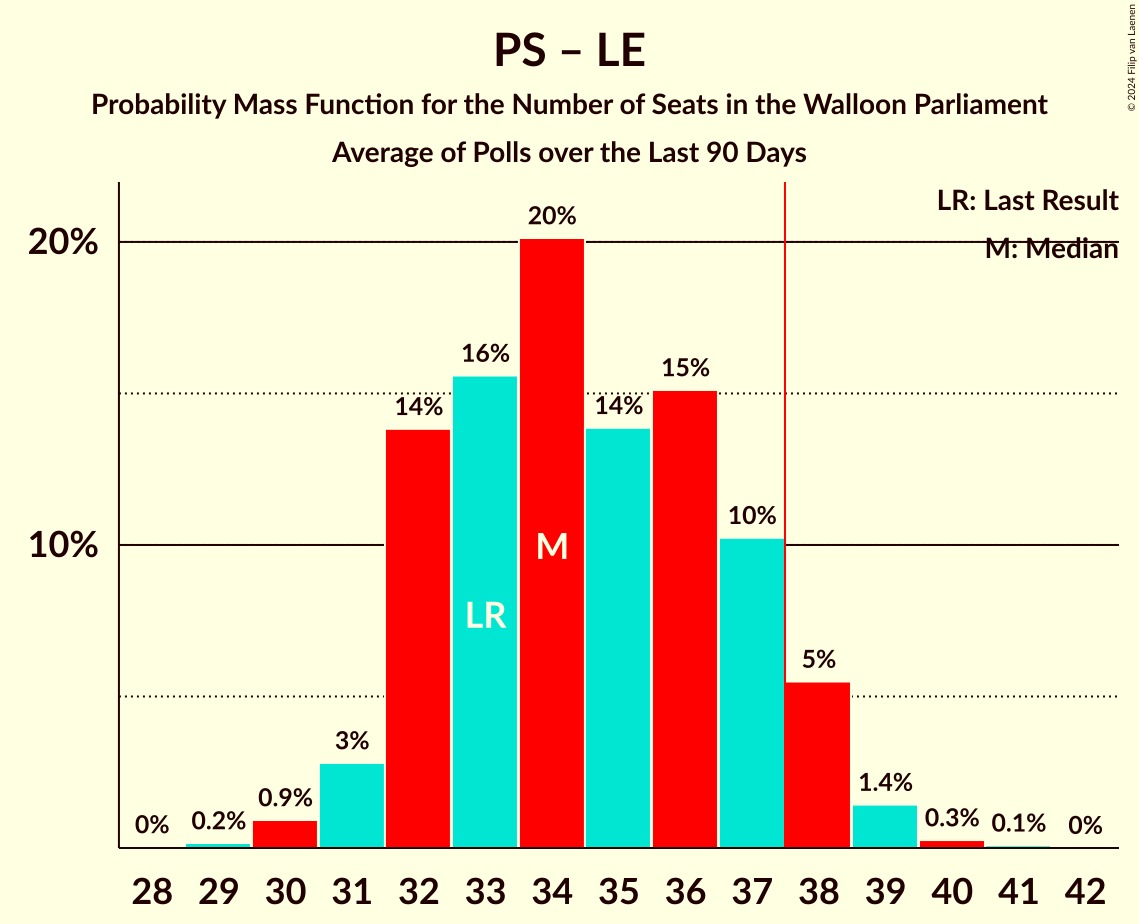 PS – LE
Probability Mass Function for the Number of Seats in the Walloon Parliament
Average of Polls over the Last 90 Days
© 2024 Filip van Laenen
LR: Last Result
M: Median
20%
10%
0%
0.2%
0.9%
3%
14%
16%
20%
14%
15%
10%
5%
1.4%
0.3%
0.1%
0%
LR
M
28 29 30 31 32 33 34 35 36 37 38 39 40 41 42